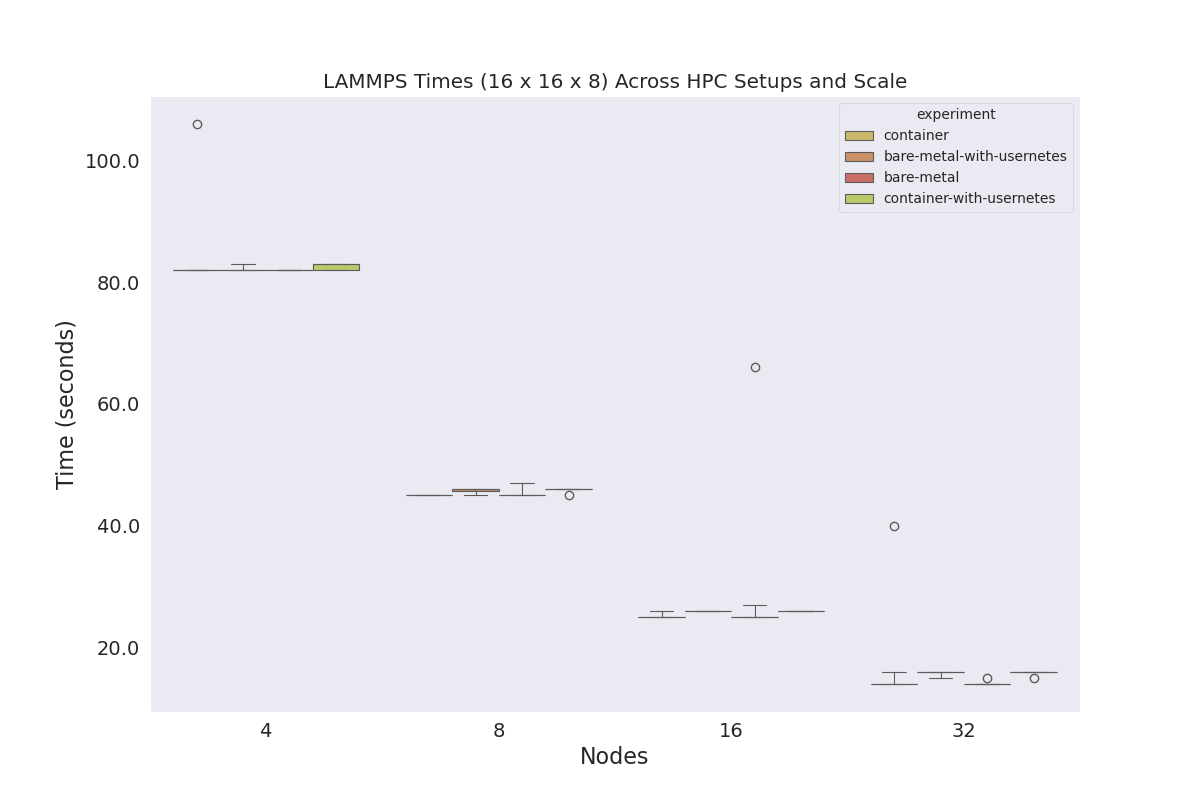 LAMMPS Times (16 x 16 x 8) Across HPC Setups and Scale
experiment
container
bare-metal-with-usernetes
bare-metal
container-with-usernetes
Time (seconds)
100.0
80.0
60.0
40.0
20.0
4 8 16 32
Nodes